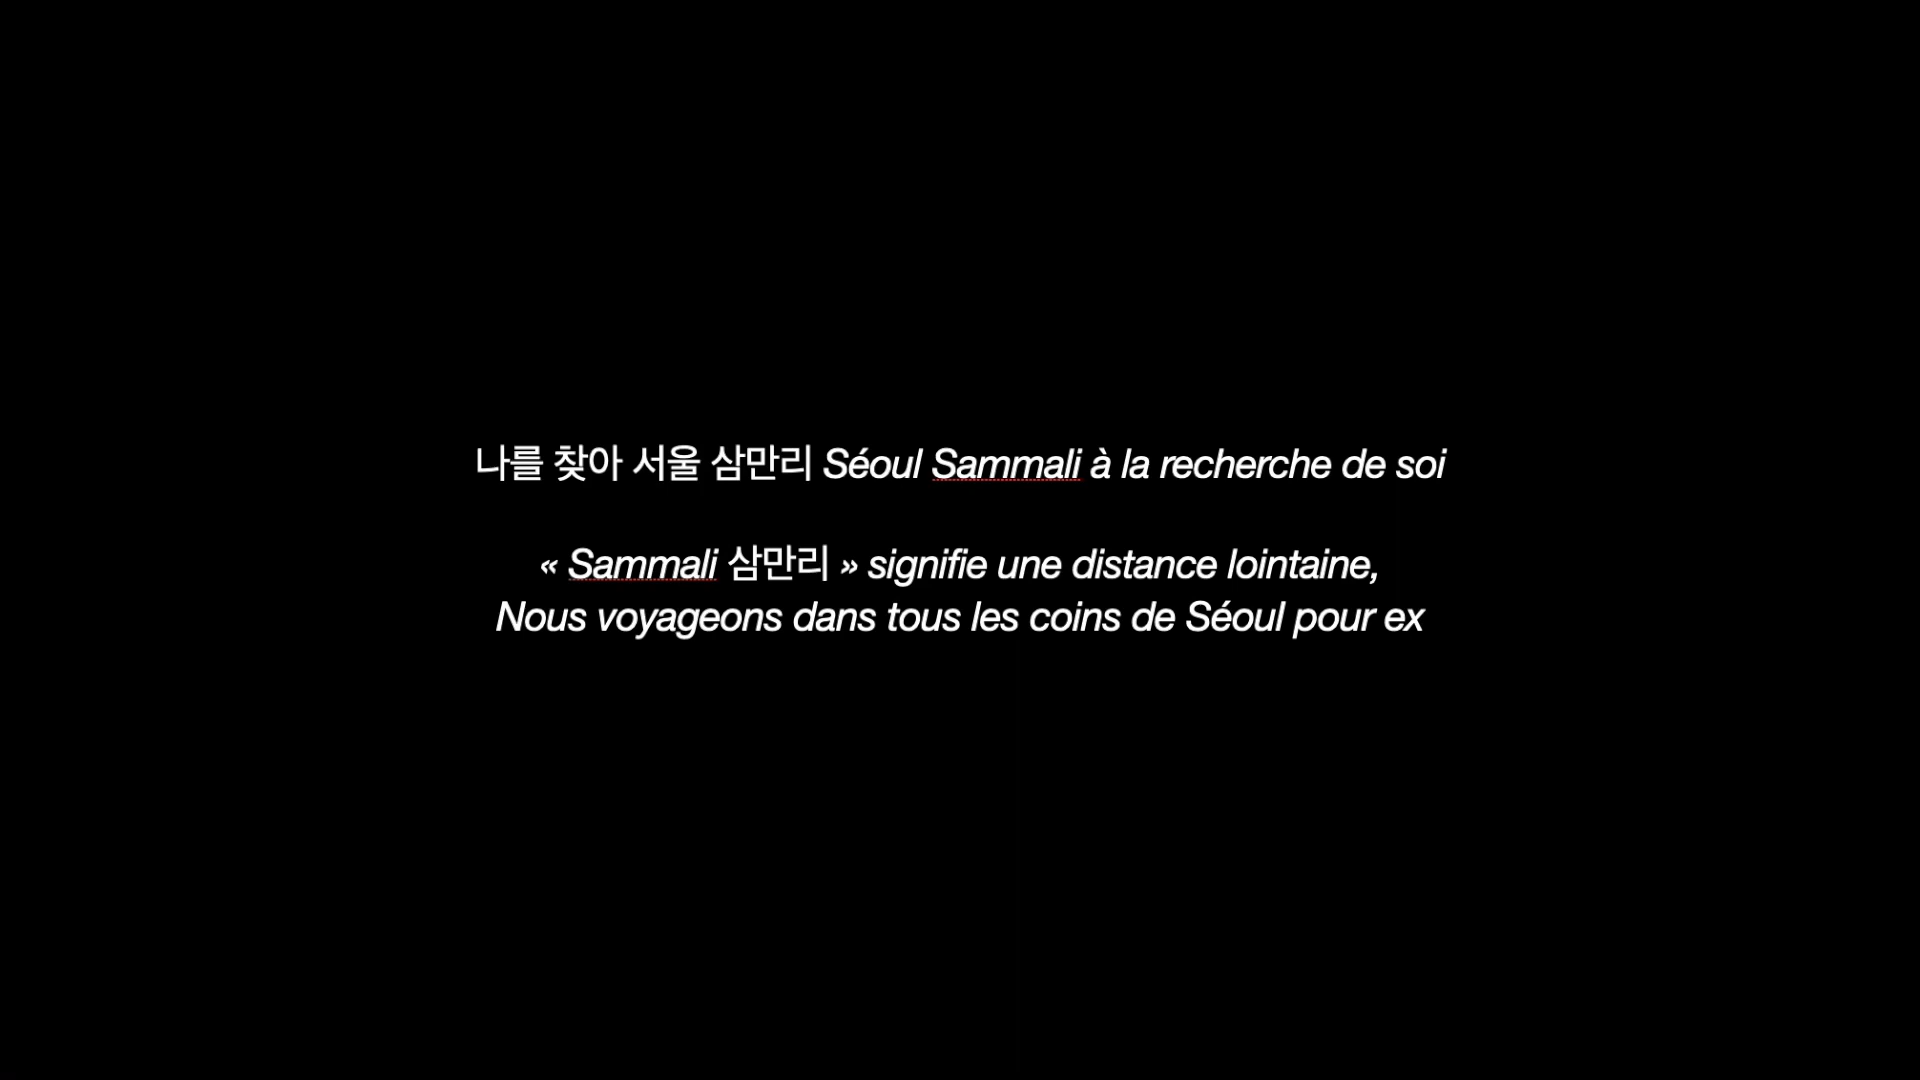 나를 찾아 서울 삼만리 Séoul Sammali à la recherche de soi
« Sammali 삼만리 » signifie une distance lointaine,
Nous voyageons dans tous les coins de Séoul pour ex